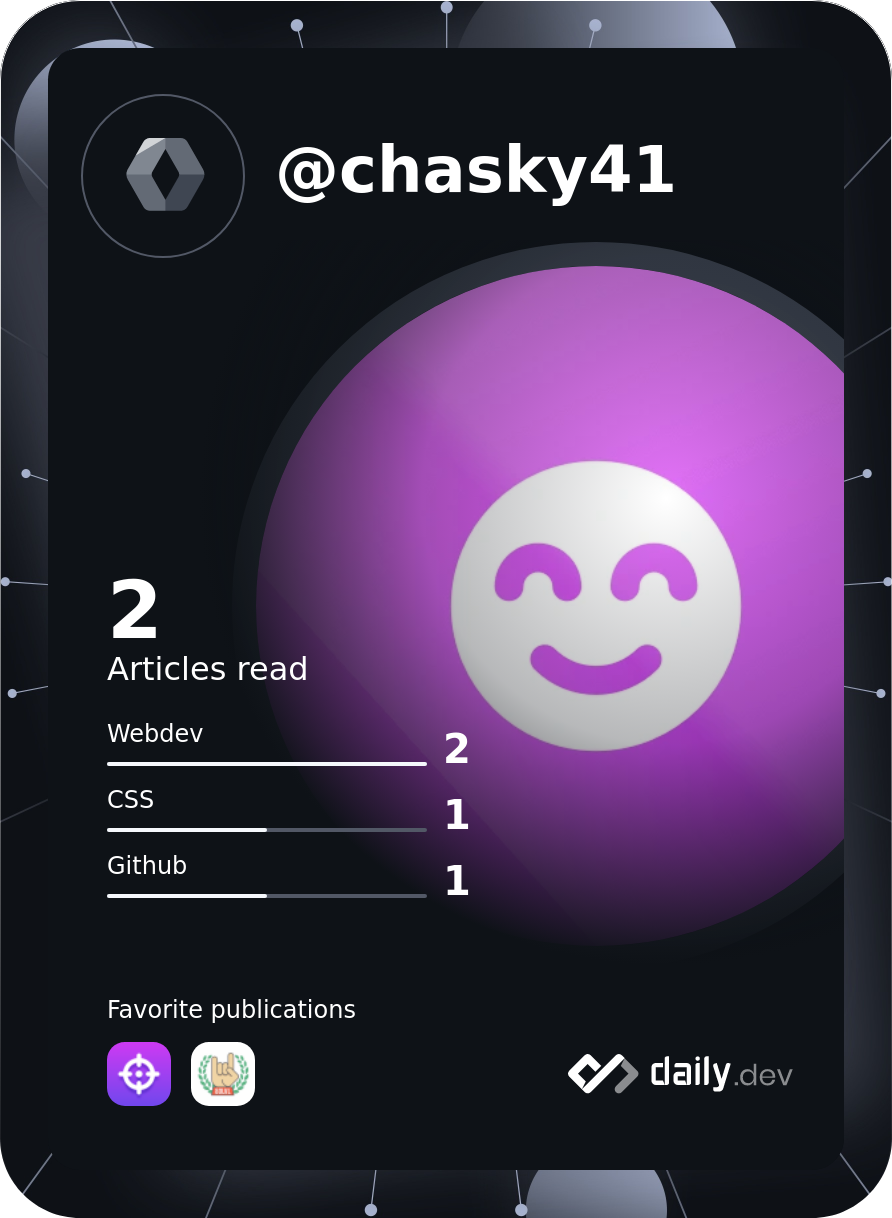 @chasky41
2
Articles read
Webdev
2
CSS
1
Github
1
Favorite publications
daily.dev